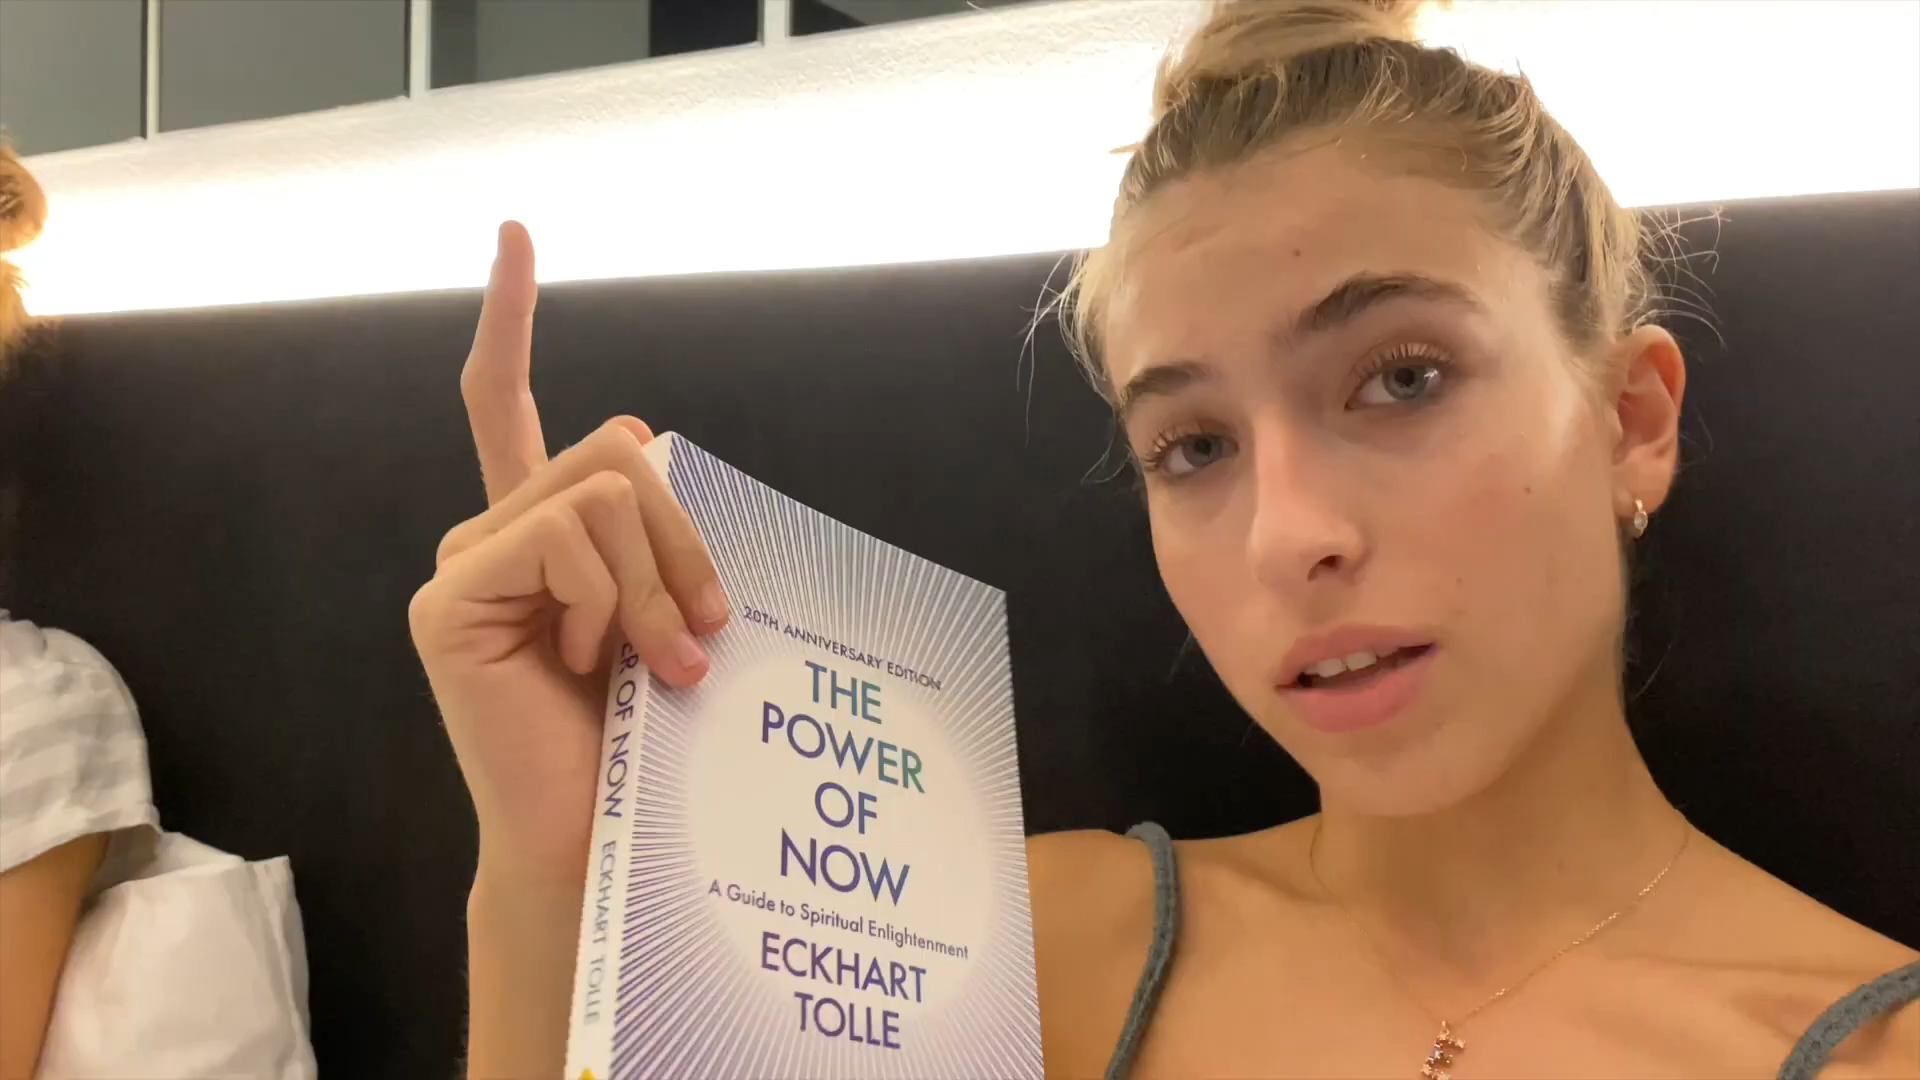 20TH ANNIVERSARY EDITION
THE
POWER
OF
NOW
A Guide to Spiritual Enlightenment
ECKHART
TOLLE
ER OF NOW ECKHART TOLLE
E